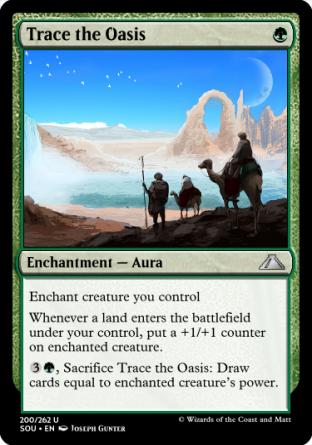 Trace the Oasis
Enchantment — Aura
Enchant creature you control
Whenever a land enters the battlefield
under your control, put a +1/+1 counter
on enchanted creature.
3, Sacrifice Trace the Oasis: Draw
cards equal to enchanted creature's power.
200/262 U
SOU • EN Joseph Gunter
© Wizards of the Coast and Matt